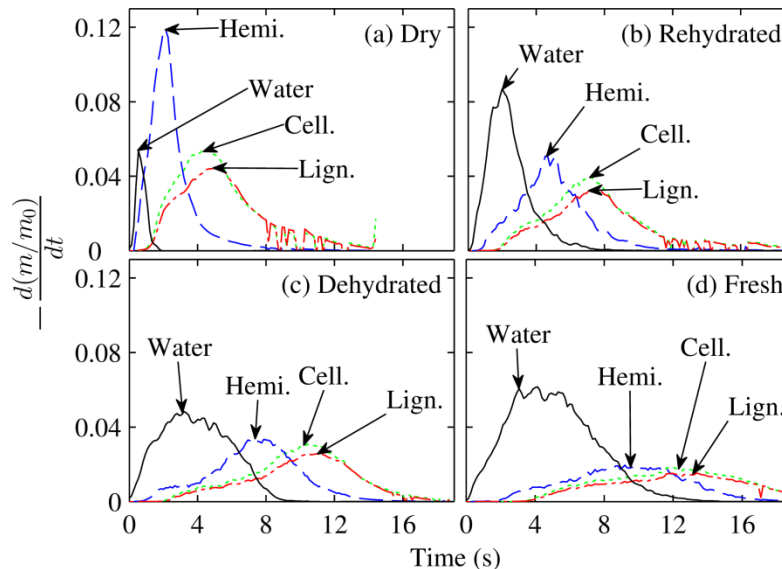 0.12
0.08
0.04
0
Hemi.
(a) Dry
Water
Cell.
Lign.
(b) Rehydrated
Water
Hemi.
Cell.
Lign.
− d(m/m₀)/dt
0.12
0.08
0.04
0
(c) Dehydrated
Water
Hemi.
Cell.
Lign.
(d) Fresh
Water
Hemi.
Cell.
Lign.
0 4 8 12 16 0 4 8 12 16
Time (s)